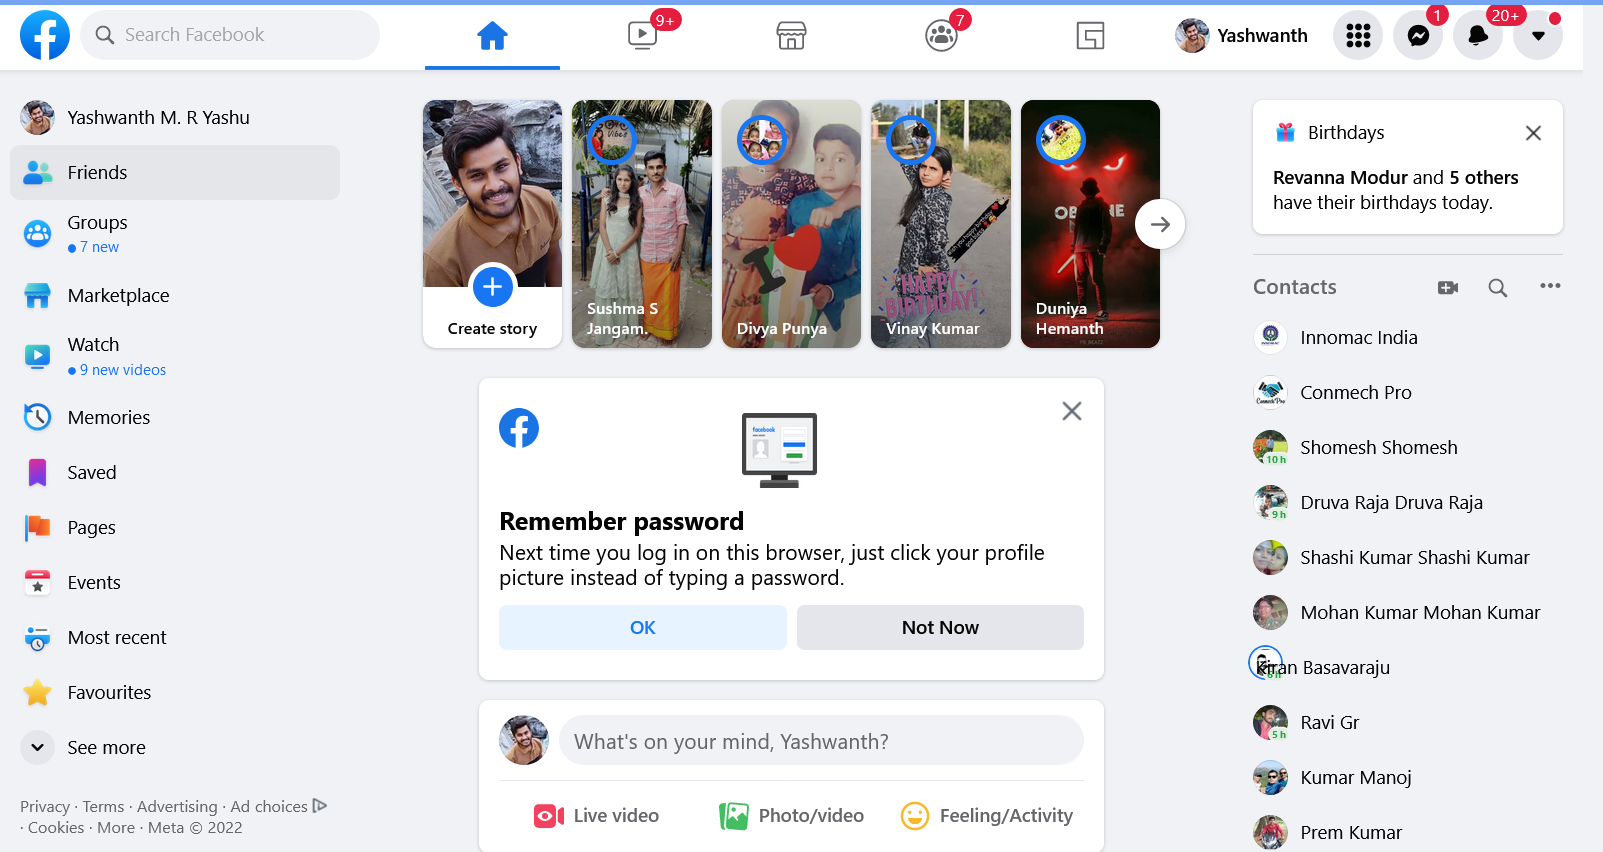 Search Facebook
9+
7
Yashwanth
1
20+
Yashwanth M. R Yashu
Friends
Groups
7 new
Marketplace
Watch
9 new videos
Memories
Saved
Pages
Events
Most recent
Favourites
See more
Privacy · Terms · Advertising · Ad choices
· Cookies · More · Meta © 2022
Create story
Vibes
Sushma S
Jangam.
I
Divya Punya
HAPPY
BIRTHDAY!
Vinay Kumar
Duniya
Hemanth
facebook
Remember password
Next time you log in on this browser, just click your profile
picture instead of typing a password.
OK
Not Now
What's on your mind, Yashwanth?
Live video
Photo/video
Feeling/Activity
Birthdays
Revanna Modur and 5 others
have their birthdays today.
Contacts
Innomac India
Conmech Pro
Conmech Pro
10 h
Shomesh Shomesh
9 h
Druva Raja Druva Raja
Shashi Kumar Shashi Kumar
Mohan Kumar Mohan Kumar
Kiran Basavaraju
6 h
Ravi Gr
5 h
Kumar Manoj
Prem Kumar